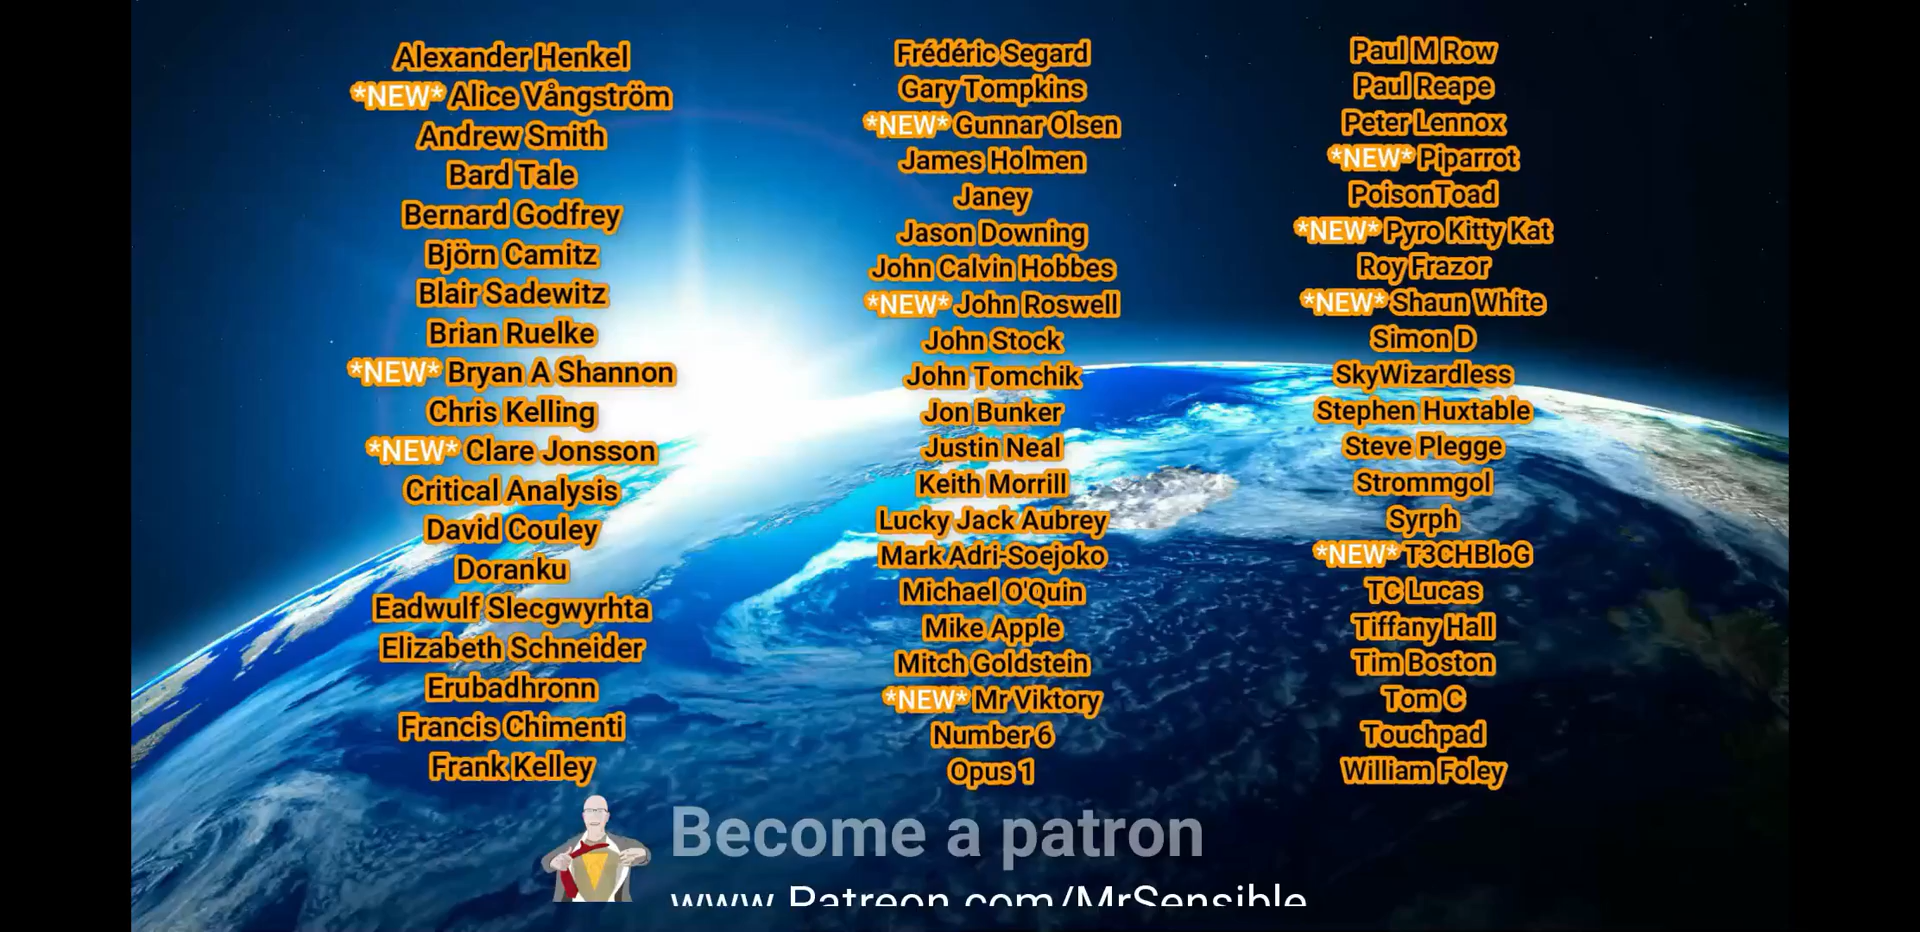 Alexander Henkel
*NEW* Alice Vångström
Andrew Smith
Bard Tale
Bernard Godfrey
Björn Camitz
Blair Sadewitz
Brian Ruelke
*NEW* Bryan A Shannon
Chris Kelling
*NEW* Clare Jonsson
Critical Analysis
David Couley
Doranku
Eadwulf Slecgwyrhta
Elizabeth Schneider
Erubadhronn
Francis Chimenti
Frank Kelley
Frédéric Segard
Gary Tompkins
*NEW* Gunnar Olsen
James Holmen
Janey
Jason Downing
John Calvin Hobbes
*NEW* John Roswell
John Stock
John Tomchik
Jon Bunker
Justin Neal
Keith Morrill
Lucky Jack Aubrey
Mark Adri-Soejoko
Michael O'Quin
Mike Apple
Mitch Goldstein
*NEW* Mr Viktory
Number 6
Opus 1
Paul M Row
Paul Reape
Peter Lennox
*NEW* Piparrot
PoisonToad
*NEW* Pyro Kitty Kat
Roy Frazor
*NEW* Shaun White
Simon D
SkyWizardless
Stephen Huxtable
Steve Plegge
Strommgol
Syrph
*NEW* T3CHBloG
TC Lucas
Tiffany Hall
Tim Boston
Tom C
Touchpad
William Foley
Become a patron
www.Patreon.com/MrSensible